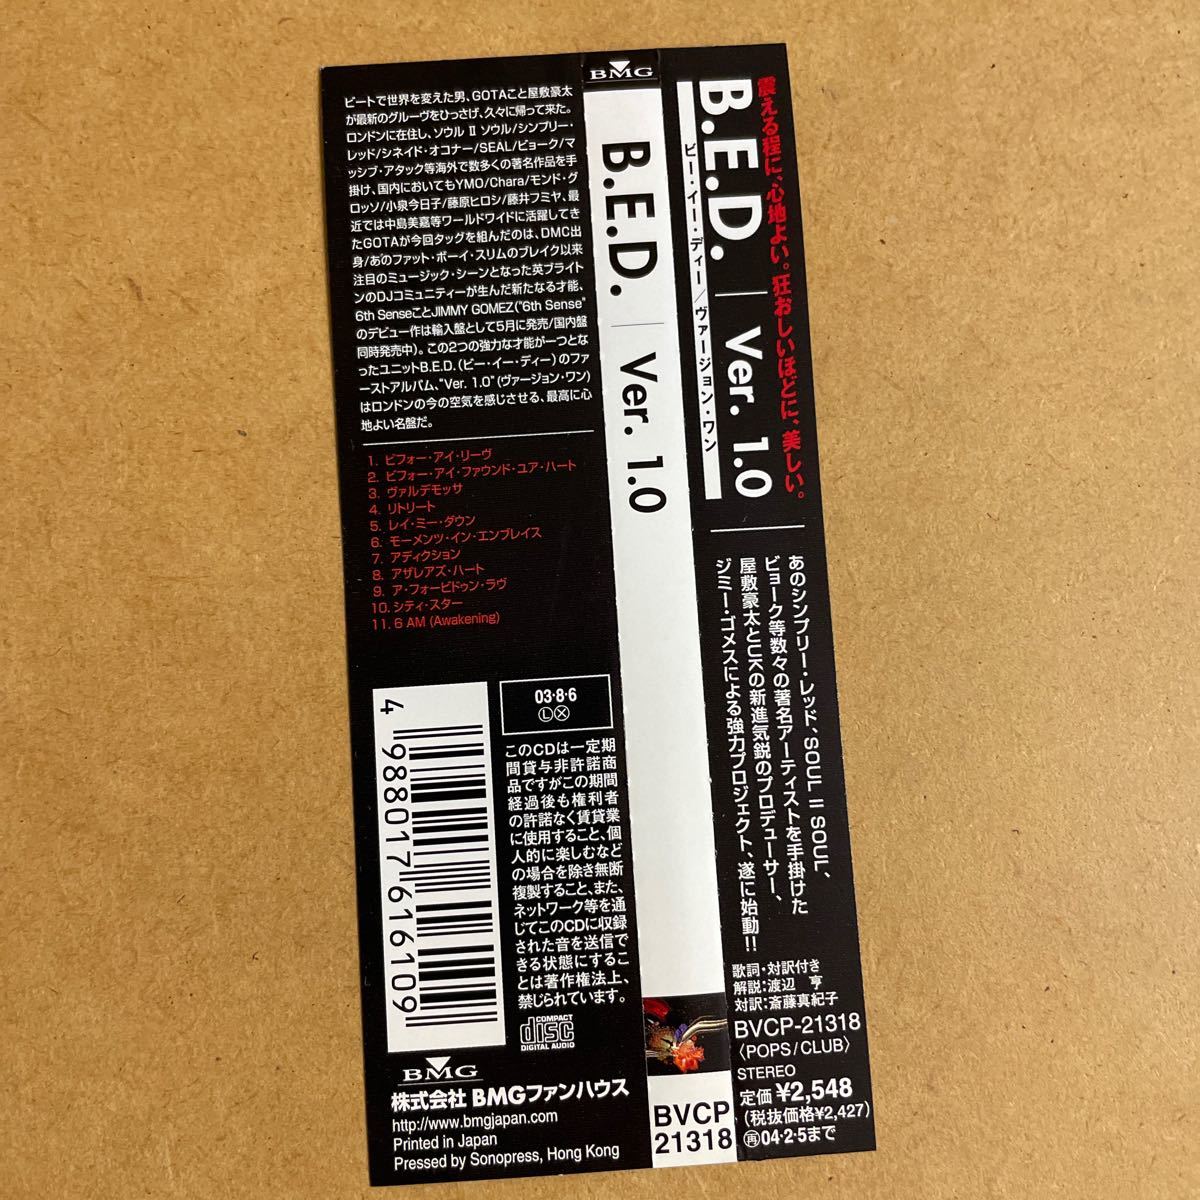 ビートで世界を変えた男、GOTAこと屋敷豪太
が最新のグルーヴをひっさげ、久々に帰って来た。
ロンドンに在住し、ソウル II ソウル/シンプリー・
レッド/シネイド・オコナー/SEAL/ビョーク/マ
ッシブ・アタック等海外で数多くの著名作品を手
掛け、国内においてもYMO/Chara/モンド・グ
ロッソ/小泉今日子/藤原ヒロシ/藤井フミヤ、最
近では中島美嘉等ワールドワイドに活躍してき
たGOTAが今回タッグを組んだのは、DMC出
身/あのファット・ボーイ・スリムのブレイク以来
注目のミュージック・シーンとなった英ブライト
ンのDJコミュニティーが生んだ新たなる才能、
6th SenseことJIMMY GOMEZ("6th Sense"
のデビュー作は輸入盤として5月に発売/国内盤
同時発売中)。この2つの強力な才能が一つとな
ったユニットB.E.D.(ビー・イー・ディー)のファ
ーストアルバム、"Ver. 1.0"(ヴァージョン・ワン)
はロンドンの今の空気を感じさせる、最高に心
地よい名盤だ。
1. ビフォー・アイ・リーヴ
2. ビフォー・アイ・ファウンド・ユア・ハート
3. ヴァルデモッサ
4. リトリート
5. レイ・ミー・ダウン
6. モーメンツ・イン・エンブレイス
7. アディクション
8. アザレアズ・ハート
9. ア・フォービドゥン・ラヴ
10. シティ・スター
11. 6 AM (Awakening)
4 988017 616109
03・8・6
Ⓛ Ⓧ
このCDは一定期
間貸与非許諾商
品ですがこの期間
経過後も権利者
の許諾なく賃貸業
に使用すること、個
人的に楽しむなど
の場合を除き無断
複製すること、また、
ネットワーク等を通
じてこのCDに収録
された音を送信で
きる状態にするこ
とは著作権法上、
禁じられています。
COMPACT
disc
DIGITAL AUDIO
BMG
株式会社 BMGファンハウス
http://www.bmgjapan.com
Printed in Japan
Pressed by Sonopress, Hong Kong
BMG
B.E.D. | Ver. 1.0
BVCP
21318
震える程に、心地よい。狂おしいほどに、美しい。
B.E.D. | Ver. 1.0
ビー・イー・ディー/ヴァージョン・ワン
あのシンプリー・レッド、SOUL II SOUL、
ビョーク等数々の著名アーティストを手掛けた
屋敷豪太とUKの新進気鋭のプロデューサー、
ジミー・ゴメスによる強力プロジェクト、遂に始動!!
歌詞・対訳付き
解説:渡辺 亨
対訳:斎藤真紀子
BVCP-21318
〈POPS/CLUB〉
STEREO
定価 ¥2,548
(税抜価格¥2,427)
㊢04・2・5まで